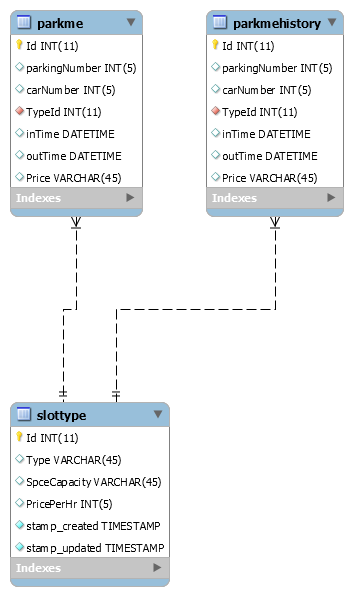 parkme
Id INT(11)
parkingNumber INT(5)
carNumber INT(5)
TypeId INT(11)
inTime DATETIME
outTime DATETIME
Price VARCHAR(45)
Indexes
parkmehistory
Id INT(11)
parkingNumber INT(5)
carNumber INT(5)
TypeId INT(11)
inTime DATETIME
outTime DATETIME
Price VARCHAR(45)
Indexes
slottype
Id INT(11)
Type VARCHAR(45)
SpceCapacity VARCHAR(45)
PricePerHr INT(5)
stamp_created TIMESTAMP
stamp_updated TIMESTAMP
Indexes